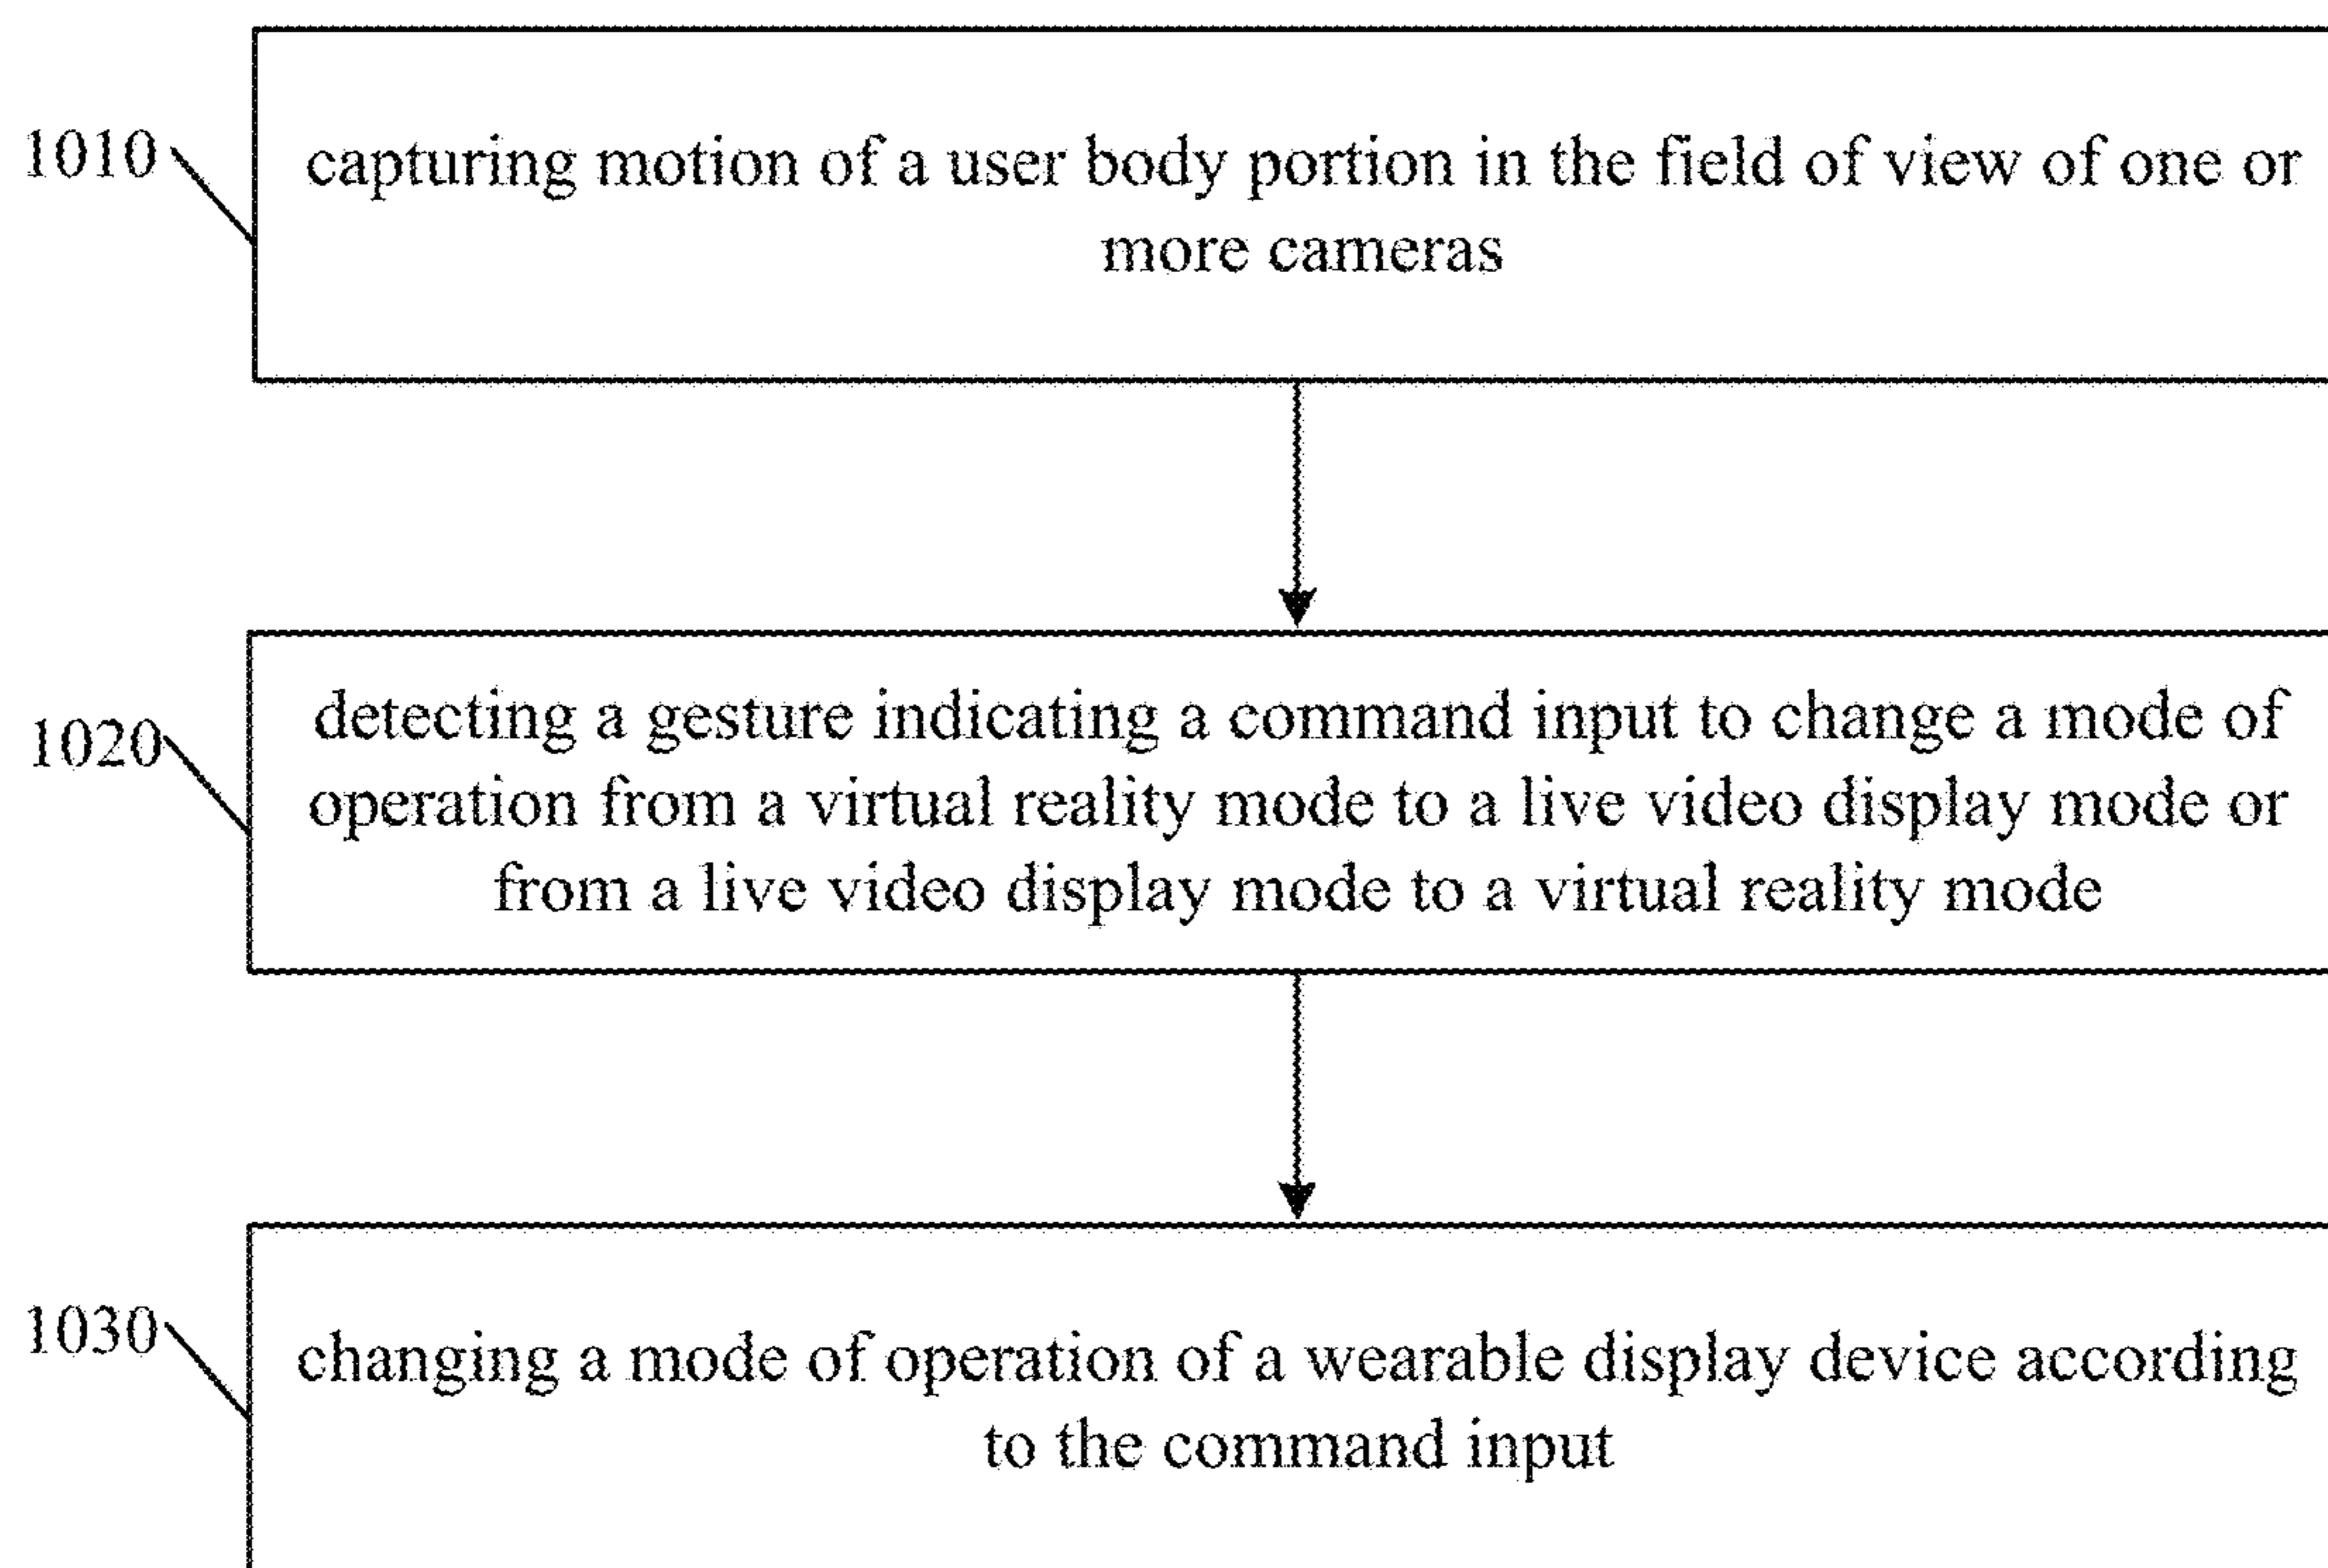 1010
capturing motion of a user body portion in the field of view of one or
more cameras
1020
detecting a gesture indicating a command input to change a mode of
operation from a virtual reality mode to a live video display mode or
from a live video display mode to a virtual reality mode
1030
changing a mode of operation of a wearable display device according
to the command input